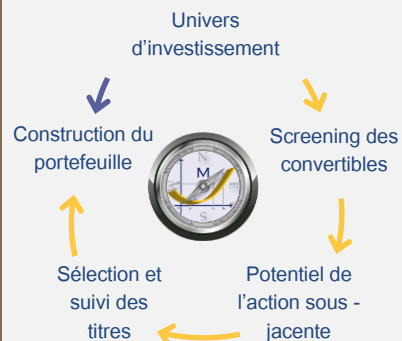 Univers
d’investissement
Construction du
portefeuille
Screening des
convertibles
N
M
S
Sélection et
suivi des
titres
Potentiel de
l’action sous -
jacente